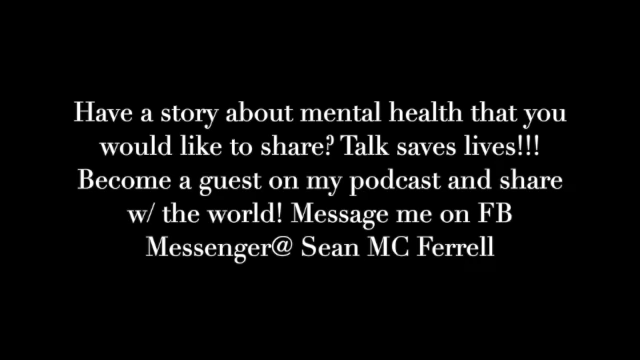 Have a story about mental health that you
would like to share? Talk saves lives!!!
Become a guest on my podcast and share
w/ the world! Message me on FB
Messenger@ Sean MC Ferrell